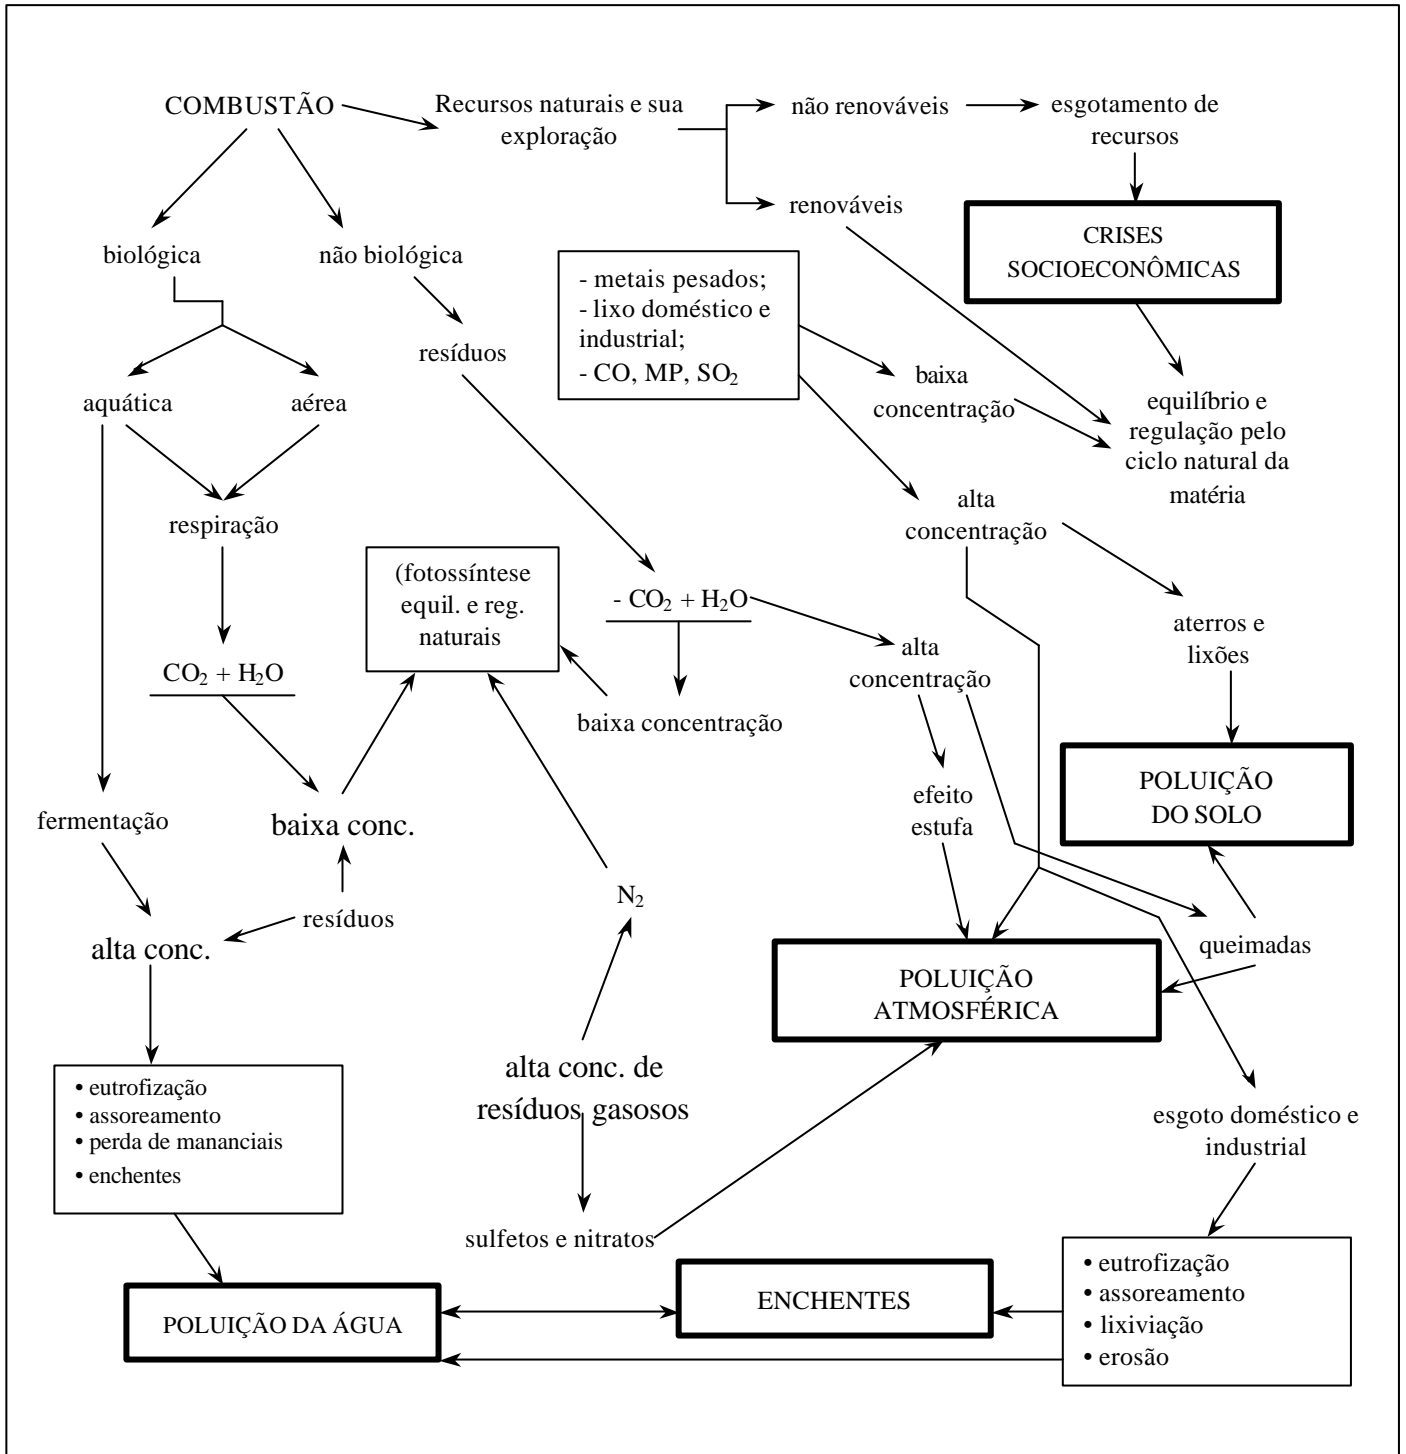 COMBUSTÃO
Recursos naturais e sua
exploração
não renováveis
esgotamento de
recursos
renováveis
CRISES
SOCIOECONÔMICAS
biológica
não biológica
- metais pesados;
- lixo doméstico e
industrial;
- CO, MP, SO₂
resíduos
baixa
concentração
equilíbrio e
regulação pelo
ciclo natural da
matéria
aquática
aérea
alta
concentração
respiração
(fotossíntese
equil. e reg.
naturais
- CO₂ + H₂O
aterros e
lixões
alta
concentração
CO₂ + H₂O
baixa concentração
POLUIÇÃO
DO SOLO
efeito
estufa
fermentação
baixa conc.
N₂
resíduos
alta conc.
queimadas
POLUIÇÃO
ATMOSFÉRICA
alta conc. de
resíduos gasosos
• eutrofização
• assoreamento
• perda de mananciais
• enchentes
esgoto doméstico e
industrial
sulfetos e nitratos
• eutrofização
• assoreamento
• lixiviação
• erosão
ENCHENTES
POLUIÇÃO DA ÁGUA